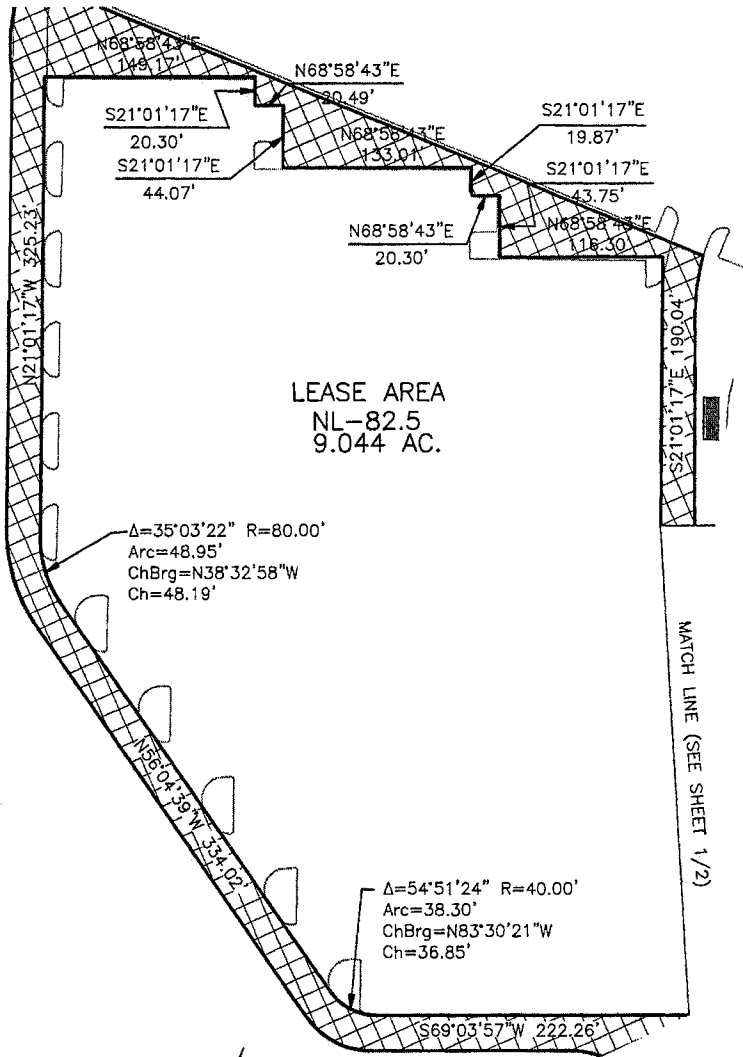 N68°58'43"E
149.17'
N68°58'43"E
20.49'
S21°01'17"E
20.30'
S21°01'17"E
44.07'
N68°58'43"E
133.01'
S21°01'17"E
19.87'
S21°01'17"E
43.75'
N68°58'43"E
20.30'
N68°58'43"E
116.30'
N21°01'17"W 325.23'
S21°01'17"E 190.04'
LEASE AREA
NL-82.5
9.044 AC.
Δ=35°03'22" R=80.00'
Arc=48.95'
ChBrg=N38°32'58"W
Ch=48.19'
MATCH LINE (SEE SHEET 1/2)
N56°04'39"W 334.02'
Δ=54°51'24" R=40.00'
Arc=38.30'
ChBrg=N83°30'21"W
Ch=36.85'
S69°03'57"W 222.26'